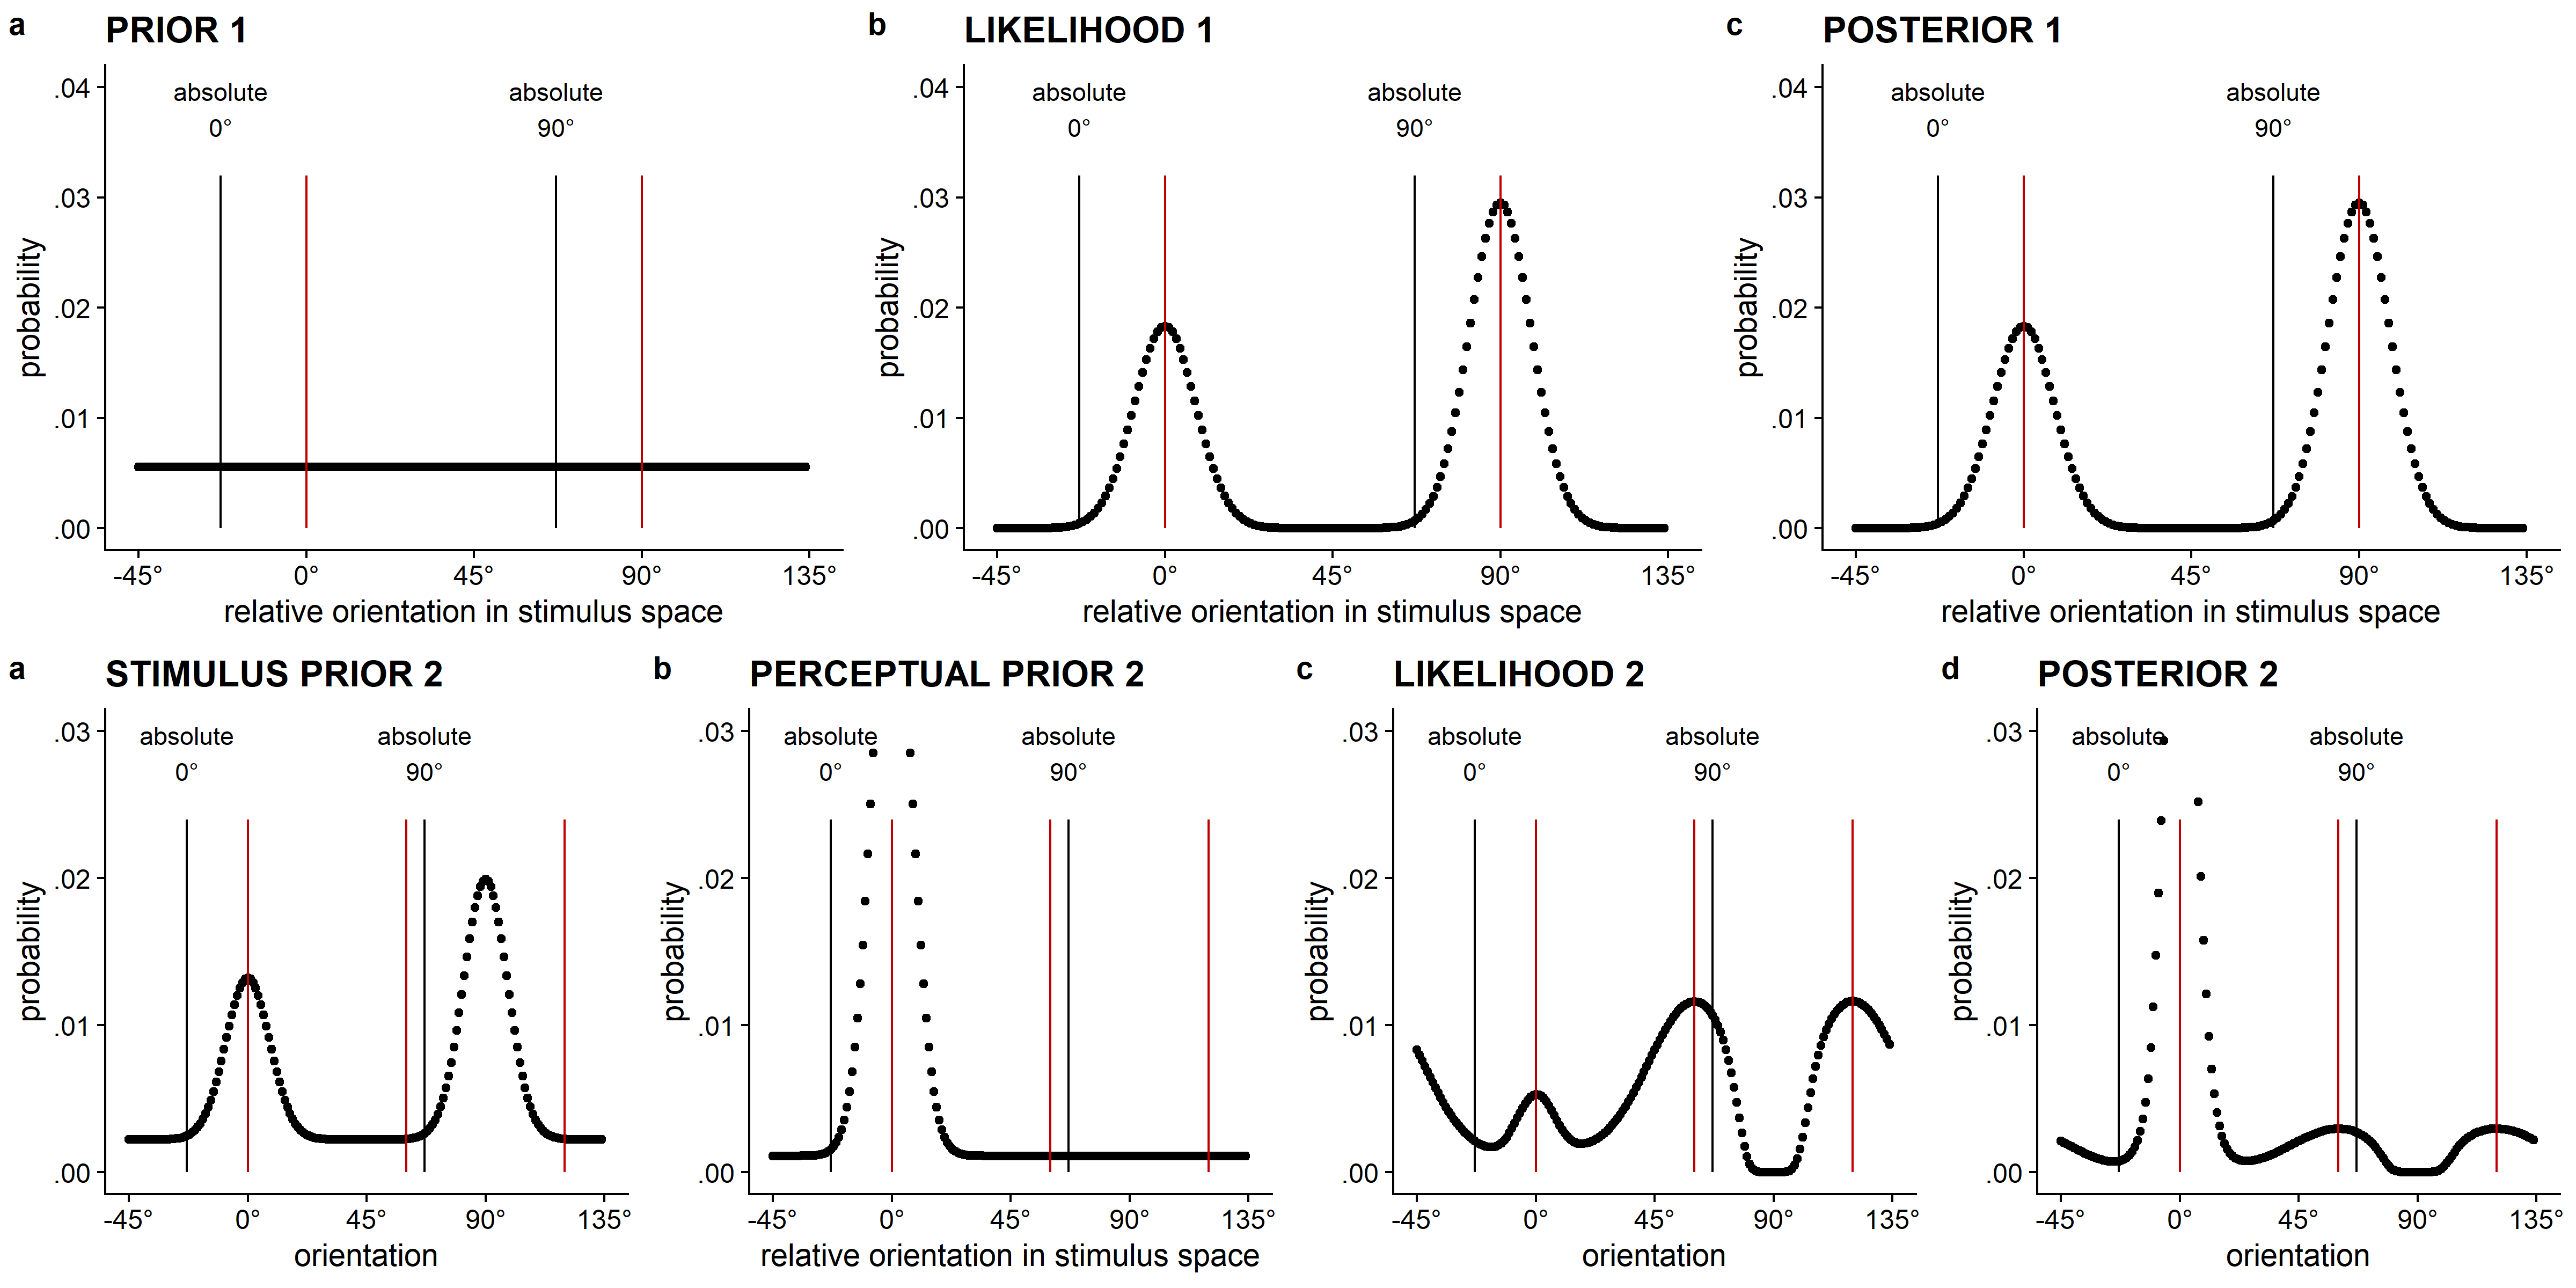 a PRIOR 1
.04
.03
.02
.01
.00
probability
absolute 0°
absolute 90°
-45° 0° 45° 90° 135°
relative orientation in stimulus space
b LIKELIHOOD 1
.04
.03
.02
.01
.00
probability
absolute 0°
absolute 90°
-45° 0° 45° 90° 135°
relative orientation in stimulus space
c POSTERIOR 1
.04
.03
.02
.01
.00
probability
absolute 0°
absolute 90°
-45° 0° 45° 90° 135°
relative orientation in stimulus space
a STIMULUS PRIOR 2
.03
.02
.01
.00
probability
absolute 0°
absolute 90°
-45° 0° 45° 90° 135°
orientation
b PERCEPTUAL PRIOR 2
.03
.02
.01
.00
probability
absolute 0°
absolute 90°
-45° 0° 45° 90° 135°
relative orientation in stimulus space
c LIKELIHOOD 2
.03
.02
.01
.00
probability
absolute 0°
absolute 90°
-45° 0° 45° 90° 135°
orientation
d POSTERIOR 2
.03
.02
.01
.00
probability
absolute 0°
absolute 90°
-45° 0° 45° 90° 135°
orientation